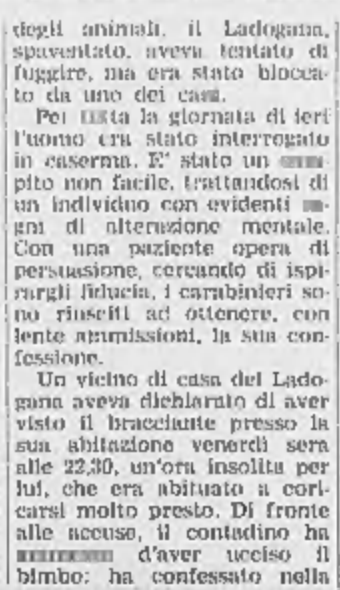 degli animali, il Ladogana,
spaventato, aveva tentato di
fuggire, ma era stato blocca-
to da uno dei
Per la giornata di ieri
l'uomo era stato interrogato
in caserma. E' stato un
pito non facile, trattandosi di
un individuo con evidenti
gni di alterazione mentale.
Con una paziente opera di
persuasione, cercando di ispi-
rargli fiducia, i carabinieri so-
no riusciti ad ottenere, con
lente ammissioni, la sua con-
fessione.
Un vicino di casa del Lado-
gana aveva dichiarato di aver
visto il bracciante presso la
sua abitazione venerdì sera
alle 22,30, un'ora insolita per
lui, che era abituato a cori-
carsi molto presto. Di fronte
alle accuse, il contadino ha
d'aver ucciso il
bimbo: ha confessato nella